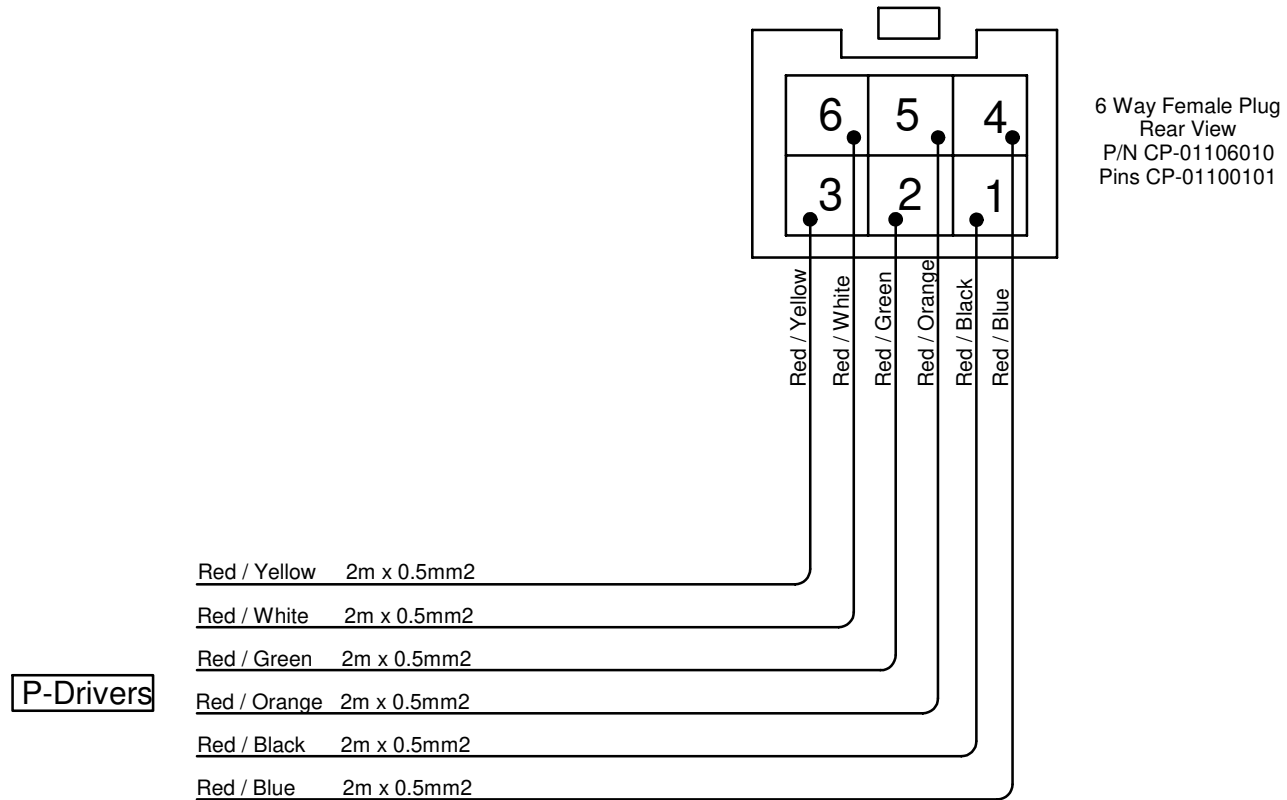 6 5 4
3 2 1
6 Way Female Plug
Rear View
P/N CP-01106010
Pins CP-01100101
Red / Yellow
Red / White
Red / Green
Red / Orange
Red / Black
Red / Blue
Red / Yellow 2m x 0.5mm2
Red / White 2m x 0.5mm2
Red / Green 2m x 0.5mm2
P-Drivers
Red / Orange 2m x 0.5mm2
Red / Black 2m x 0.5mm2
Red / Blue 2m x 0.5mm2